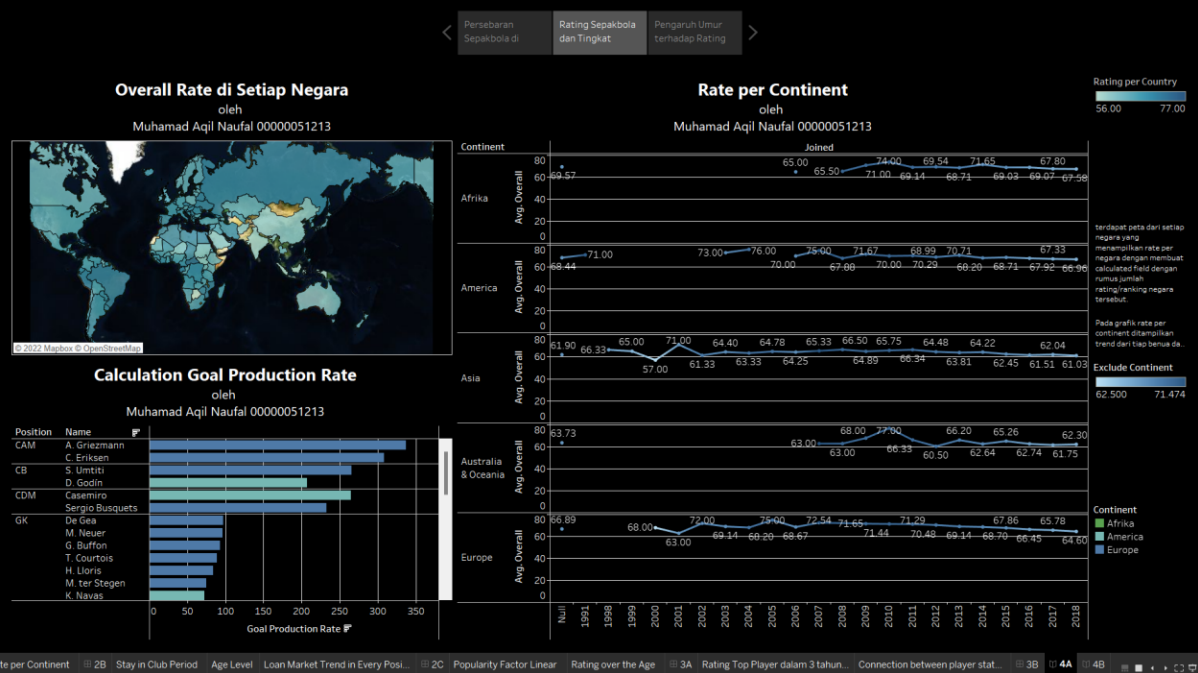 Persebaran
Sepakbola di
Rating Sepakbola
dan Tingkat
Pengaruh Umur
terhadap Rating
Overall Rate di Setiap Negara
oleh
Muhamad Aqil Naufal 00000051213
© 2022 Mapbox © OpenStreetMap
Calculation Goal Production Rate
oleh
Muhamad Aqil Naufal 00000051213
Position Name
CAM A. Griezmann
C. Eriksen
CB S. Umtiti
D. Godín
CDM Casemiro
Sergio Busquets
GK De Gea
M. Neuer
G. Buffon
T. Courtois
H. Lloris
M. ter Stegen
K. Navas
0 50 100 150 200 250 300 350
Goal Production Rate
Rate per Continent
oleh
Muhamad Aqil Naufal 00000051213
Continent
Joined
Afrika
Avg. Overall
80
60
40
20
0
69.57
65.00
65.50
71.00
74.00
69.14
69.54
68.71
71.65
69.03
69.07
67.80
67.58
America
Avg. Overall
80
60
40
20
0
68.44
71.00
73.00
76.00
70.00
75.00
67.88
71.67
70.00
70.29
68.99
70.71
68.20
68.71
67.92
67.33
66.96
Asia
Avg. Overall
80
60
40
20
0
61.90
66.33
65.00
57.00
71.00
61.33
64.40
63.33
64.78
64.25
65.33
66.50
64.89
65.75
66.34
64.48
63.81
64.22
62.45
61.51
62.04
61.03
Australia
& Oceania
Avg. Overall
80
60
40
20
0
63.73
63.00
63.00
68.00
77.00
66.33
60.50
66.20
62.64
65.26
62.74
61.75
62.30
Europe
Avg. Overall
80
60
40
20
0
66.89
68.00
63.00
72.00
69.14
68.20
75.00
68.67
72.54
71.65
71.44
71.29
70.48
69.14
68.70
67.86
66.45
65.78
64.60
Null 1991 1998 1999 2000 2001 2002 2003 2004 2005 2006 2007 2008 2009 2010 2011 2012 2013 2014 2015 2016 2017 2018
Rating per Country
56.00 77.00
terdapat peta dari setiap
negara yang
menampilkan rate per
negara dengan membuat
calculated field dengan
rumus jumlah
rating/ranking negara
tersebut.
Pada grafik rate per
continent ditampilkan
trend dari tiap benua da...
Exclude Continent
62.500 71.474
Continent
Afrika
America
Europe
te per Continent 2B Stay in Club Period Age Level Loan Market Trend in Every Posi... 2C Popularity Factor Linear Rating over the Age 3A Rating Top Player dalam 3 tahun... Connection between player stat... 3B 4A 4B